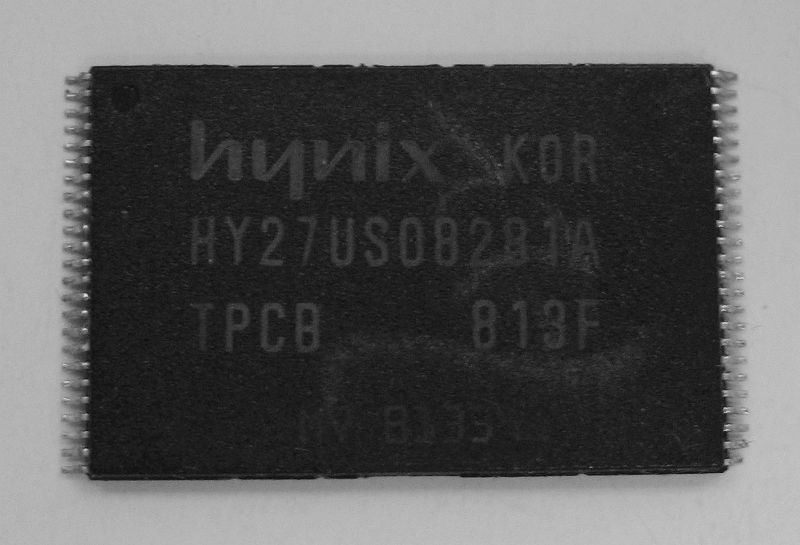 hynix KOR
HY27US08281A
TPCB 813F